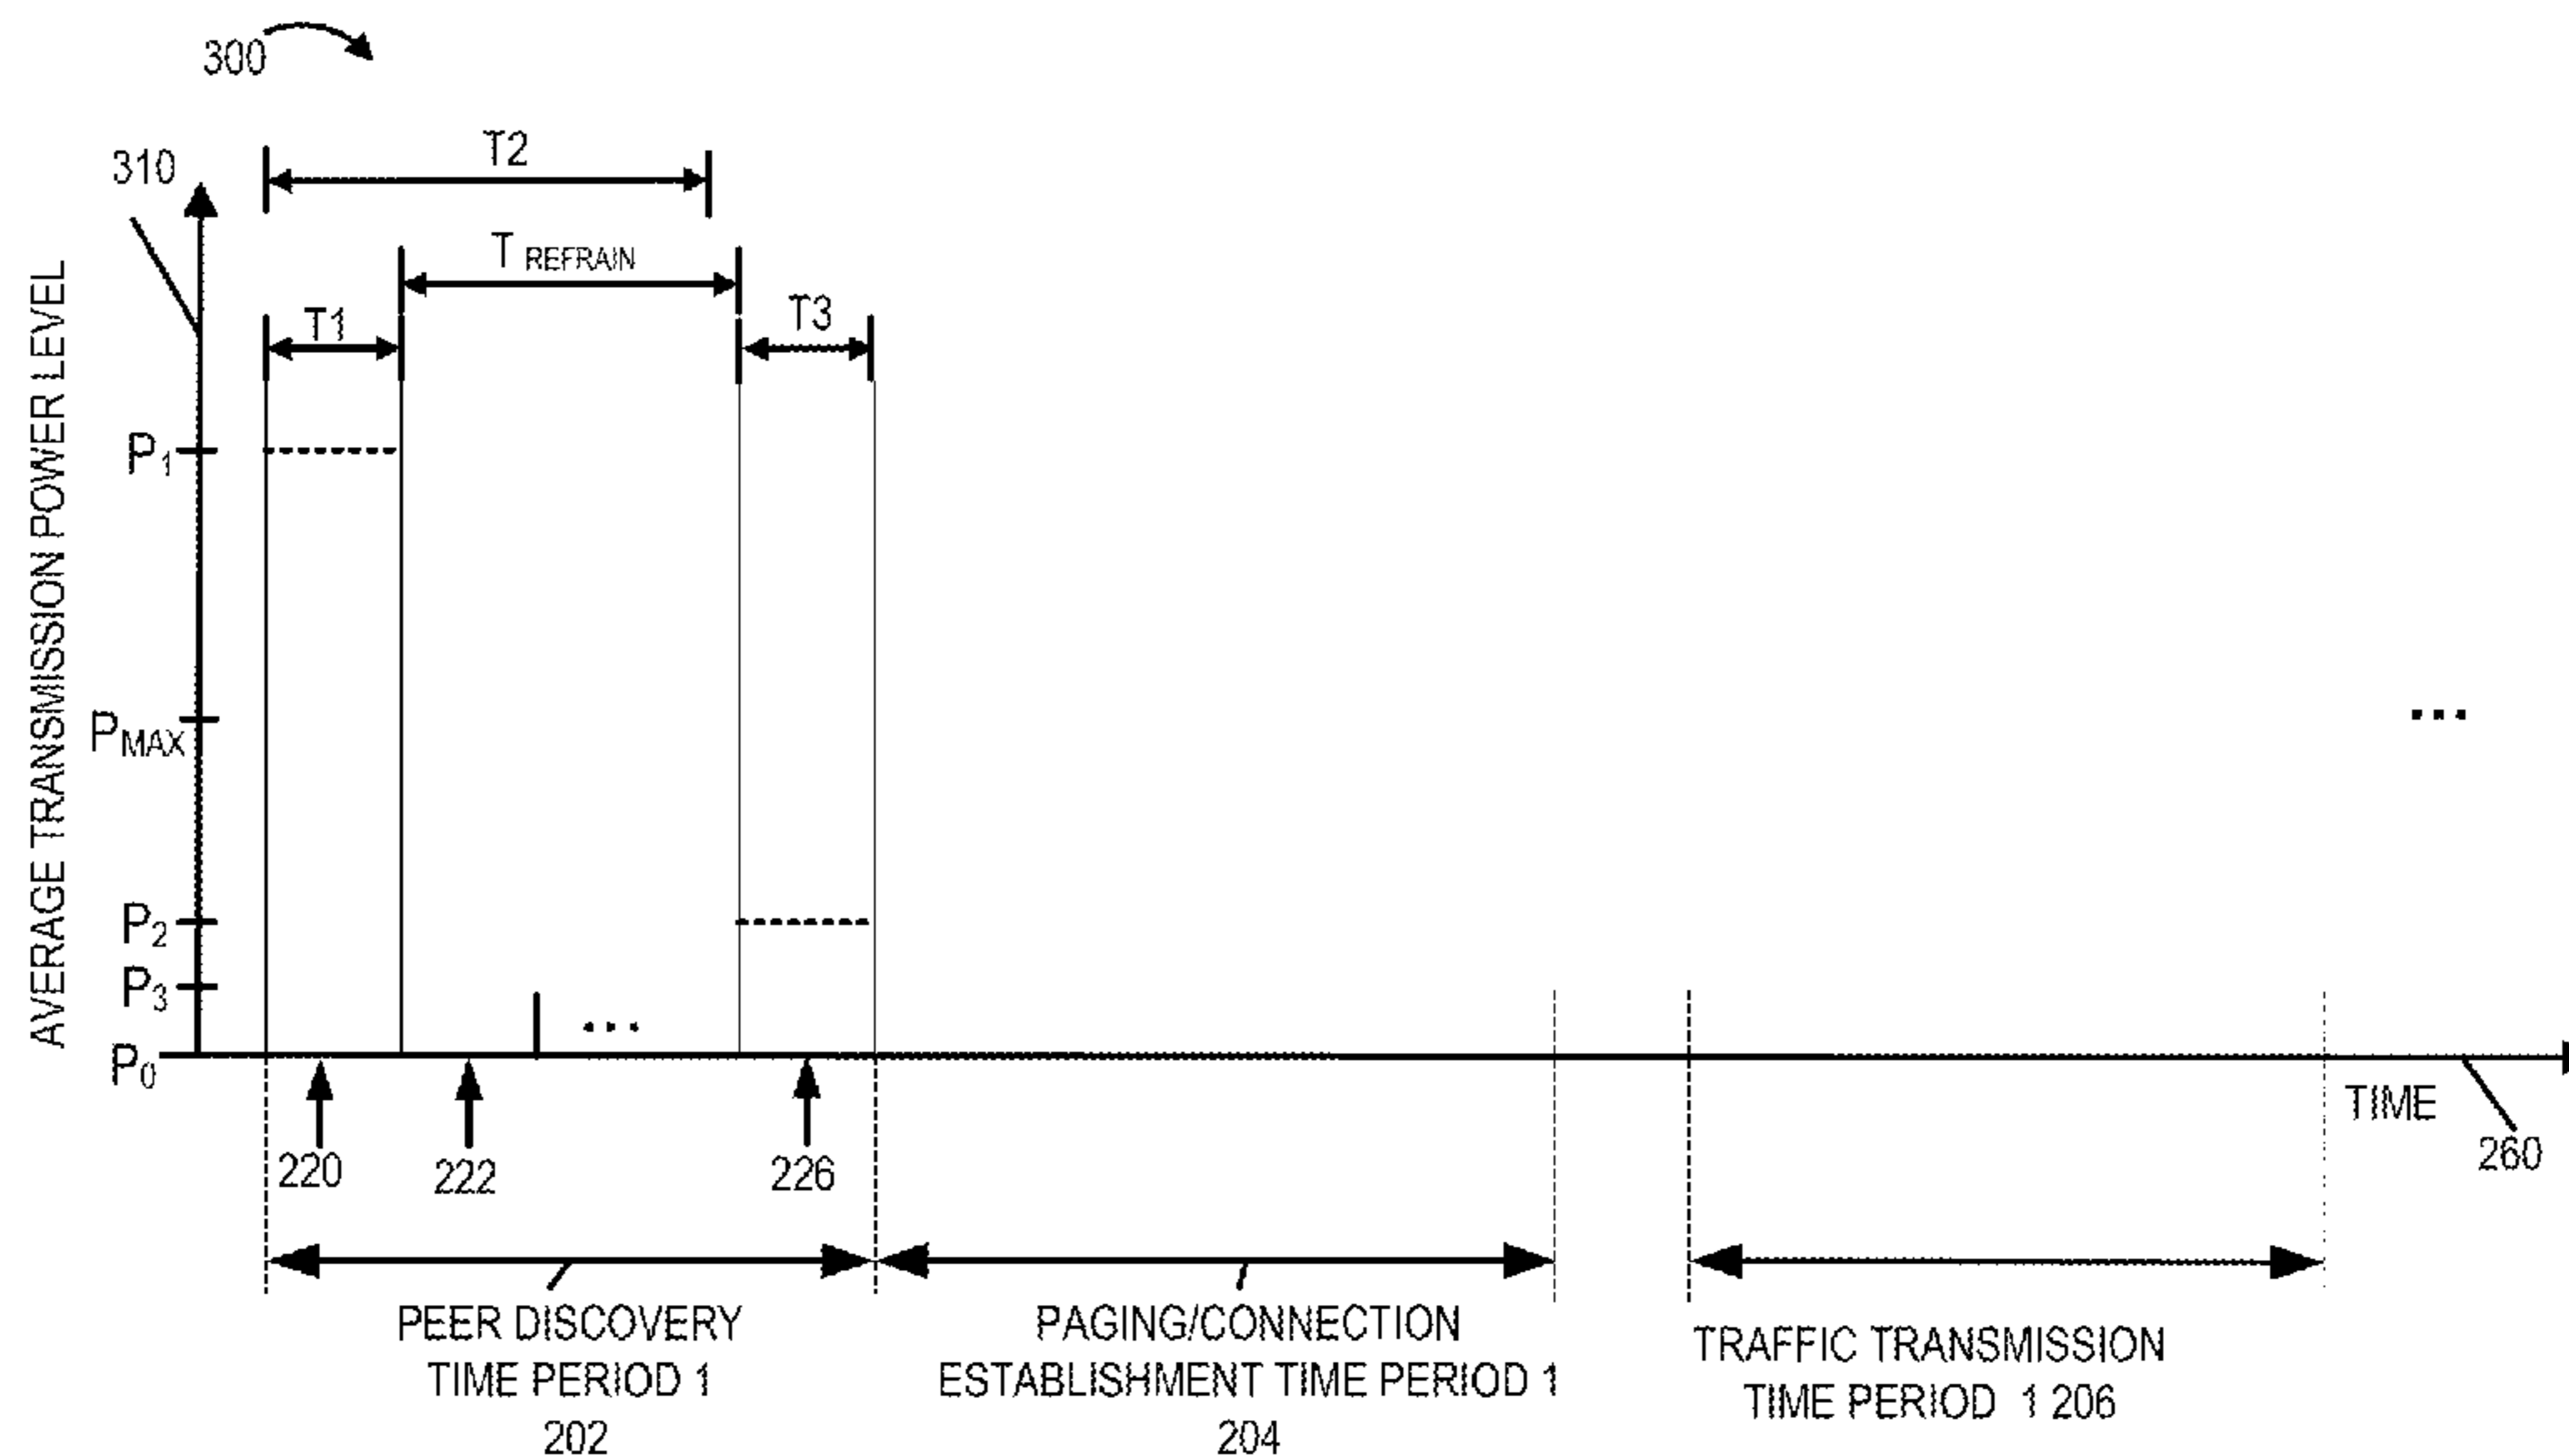 300
T2
310
T REFRAIN
T1
T3
AVERAGE TRANSMISSION POWER LEVEL
P1
PMAX
...
P2
P3
...
P0
TIME
220
222
226
260
PEER DISCOVERY
TIME PERIOD 1
202
PAGING/CONNECTION
ESTABLISHMENT TIME PERIOD 1
204
TRAFFIC TRANSMISSION
TIME PERIOD 1 206